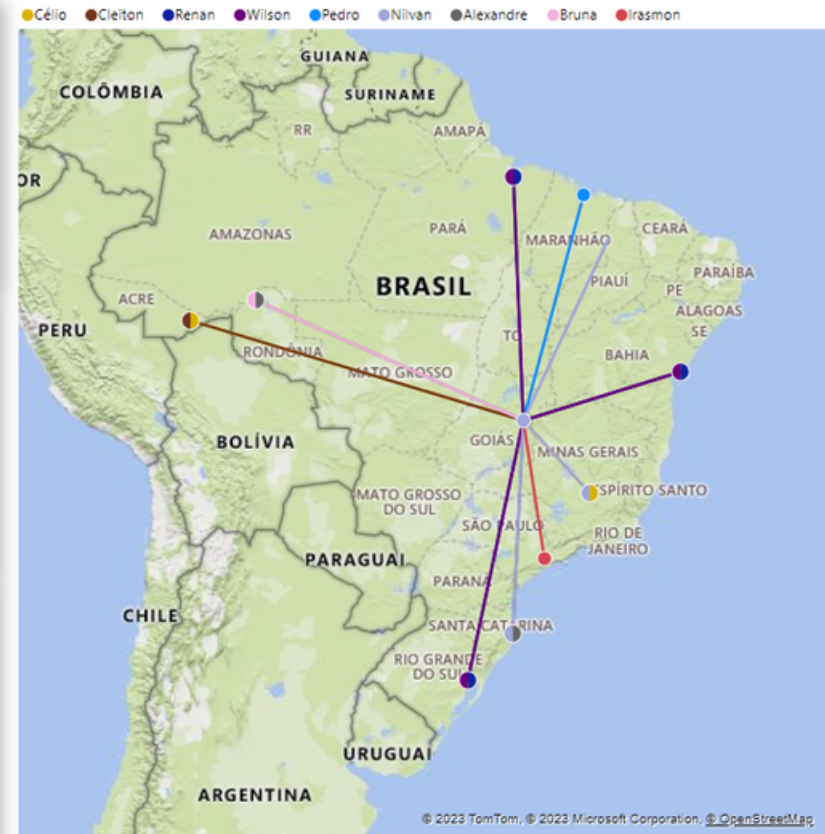 Célio Cleiton Renan Wilson Pedro Nilvan Alexandre Bruna Irasmon
GUIANA
COLÔMBIA
SURINAME
RR
AMAPÁ
OR
AMAZONAS
PARÁ
MARANHÃO
CEARÁ
BRASIL
PIAUÍ
PARAÍBA
PE
ACRE
ALAGOAS
SE
PERU
TO
RONDÔNIA
BAHIA
MATO GROSSO
BOLÍVIA
GOIÁS
MINAS GERAIS
MATO GROSSO
DO SUL
ESPÍRITO SANTO
SÃO PAULO
RIO DE
JANEIRO
PARAGUAI
PARANÁ
CHILE
SANTA CATARINA
RIO GRANDE
DO SUL
URUGUAI
ARGENTINA
© 2023 TomTom, © 2023 Microsoft Corporation, © OpenStreetMap